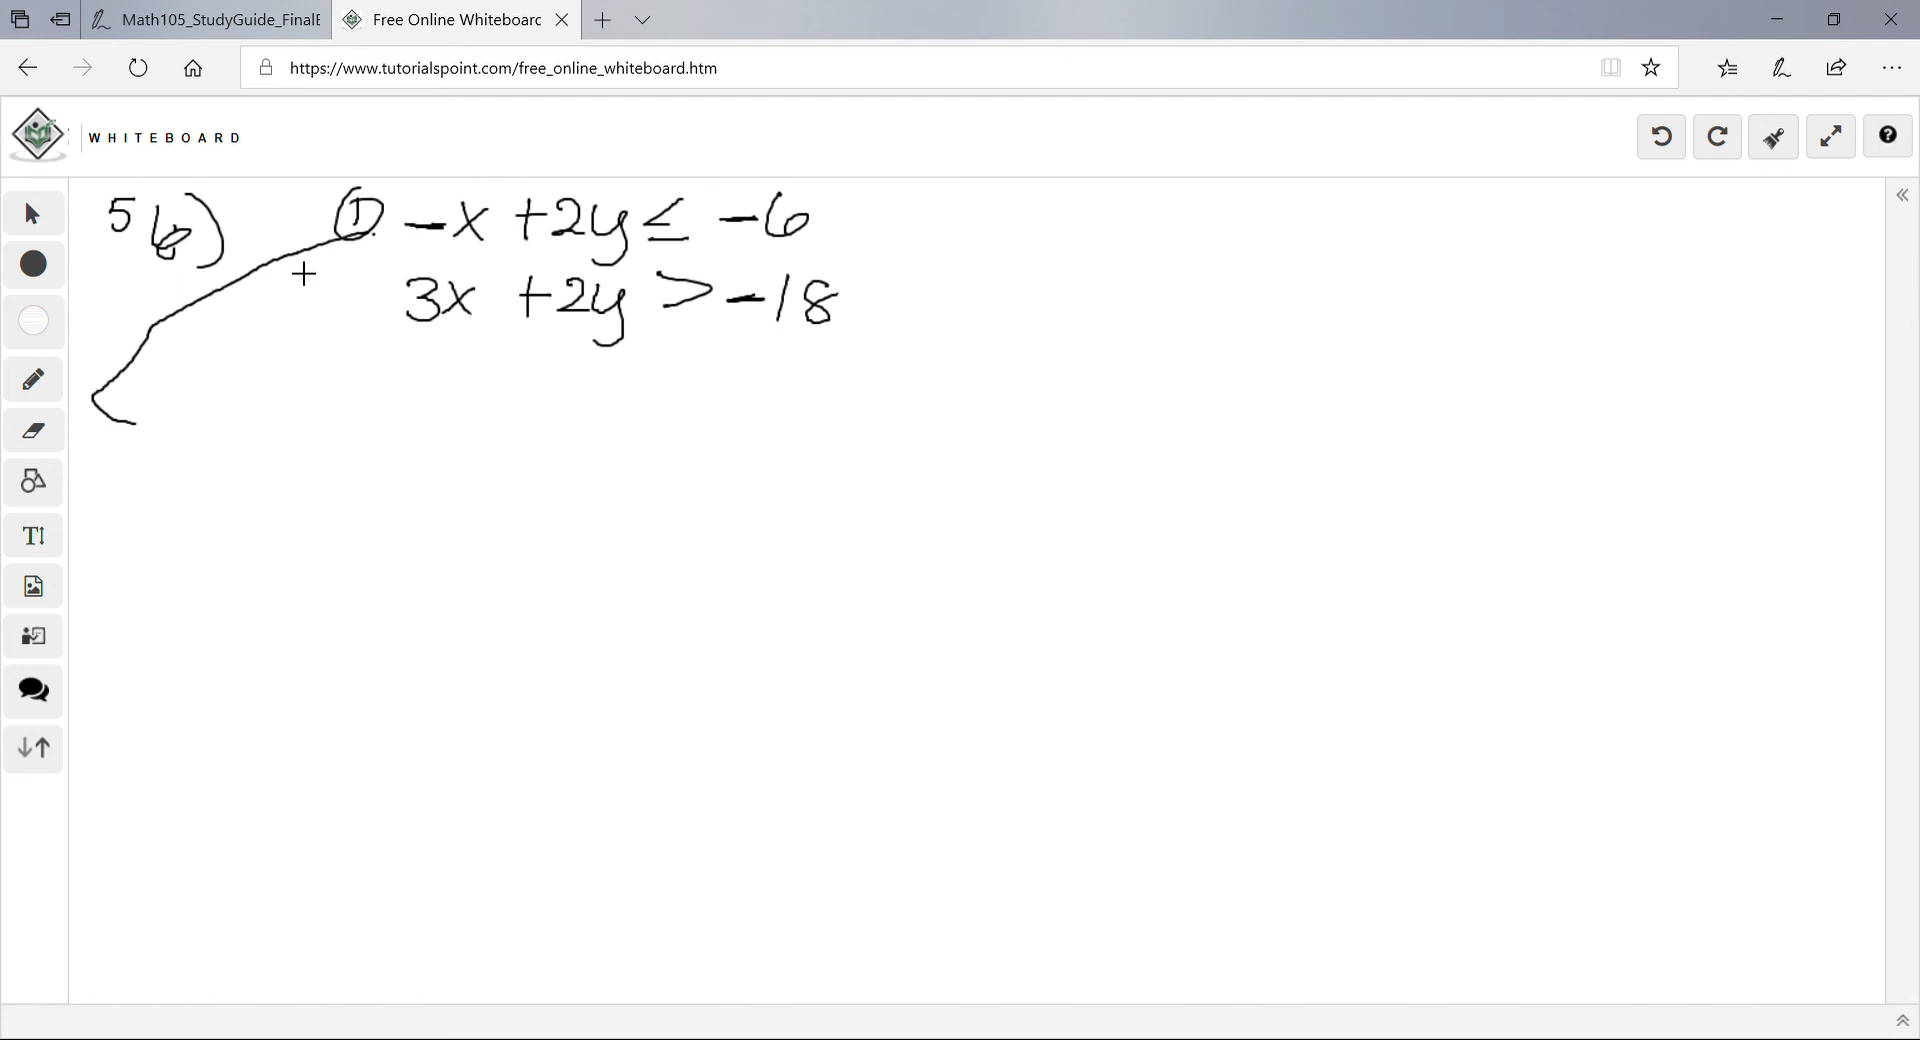 Math105_StudyGuide_FinalE
Free Online Whiteboard
https://www.tutorialspoint.com/free_online_whiteboard.htm
WHITEBOARD
5 b) ① -x + 2y ≤ -6
3x + 2y > -18
T